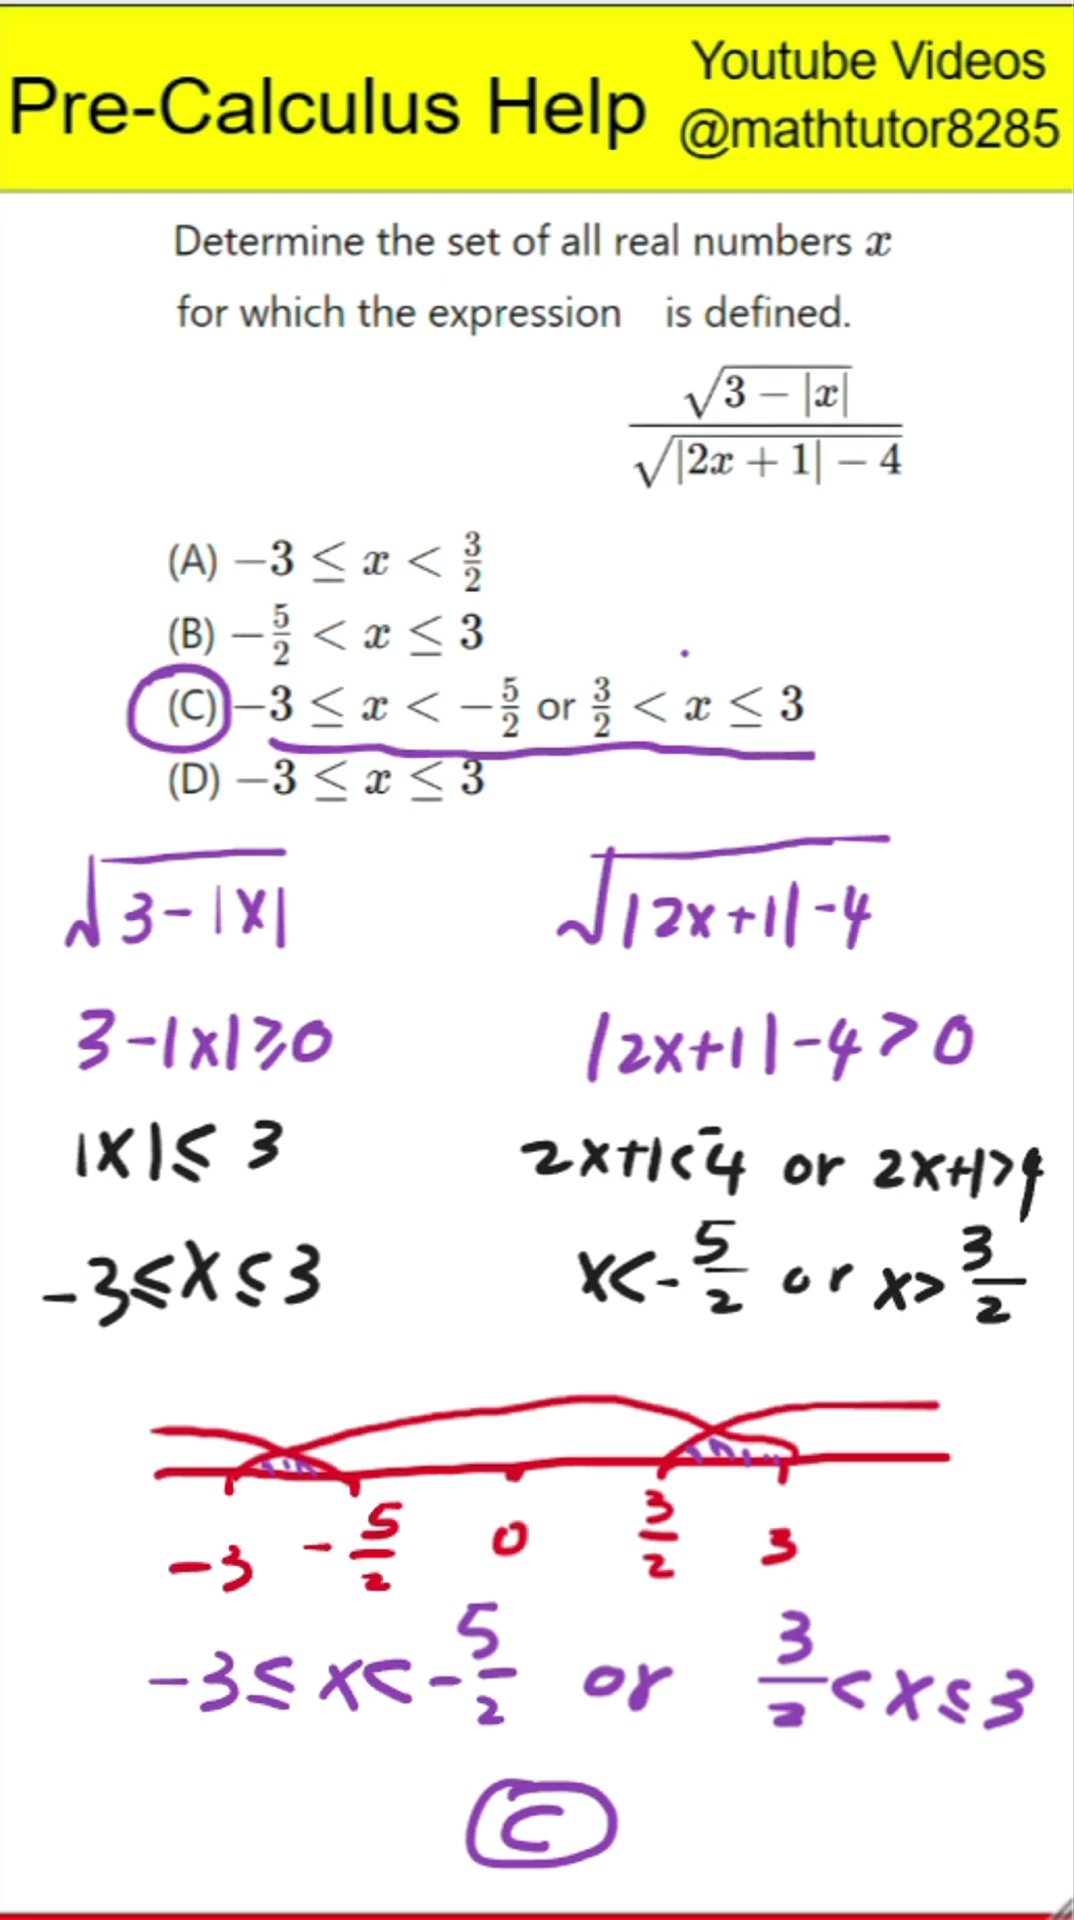 Pre-Calculus Help
Youtube Videos
@mathtutor8285
Determine the set of all real numbers x
for which the expression is defined.
√(3 − |x|) / √(|2x + 1| − 4)
(A) −3 ≤ x < 3/2
(B) −5/2 < x ≤ 3
(C) −3 ≤ x < −5/2 or 3/2 < x ≤ 3
(D) −3 ≤ x ≤ 3
√(3-|x|)
√(|2x+1|-4)
3-|x|≥0
|2x+1|-4>0
|x|≤3
2x+1<-4 or 2x+1>4
-3≤x≤3
x<-5/2 or x>3/2
-3 -5/2 0 3/2 3
-3≤x<-5/2 or 3/2<x≤3
C